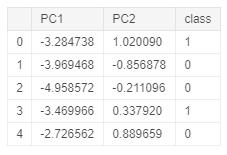 PC1 PC2 class
0 -3.284738 1.020090 1
1 -3.969468 -0.856878 0
2 -4.958572 -0.211096 0
3 -3.469966 0.337920 1
4 -2.726562 0.889659 0